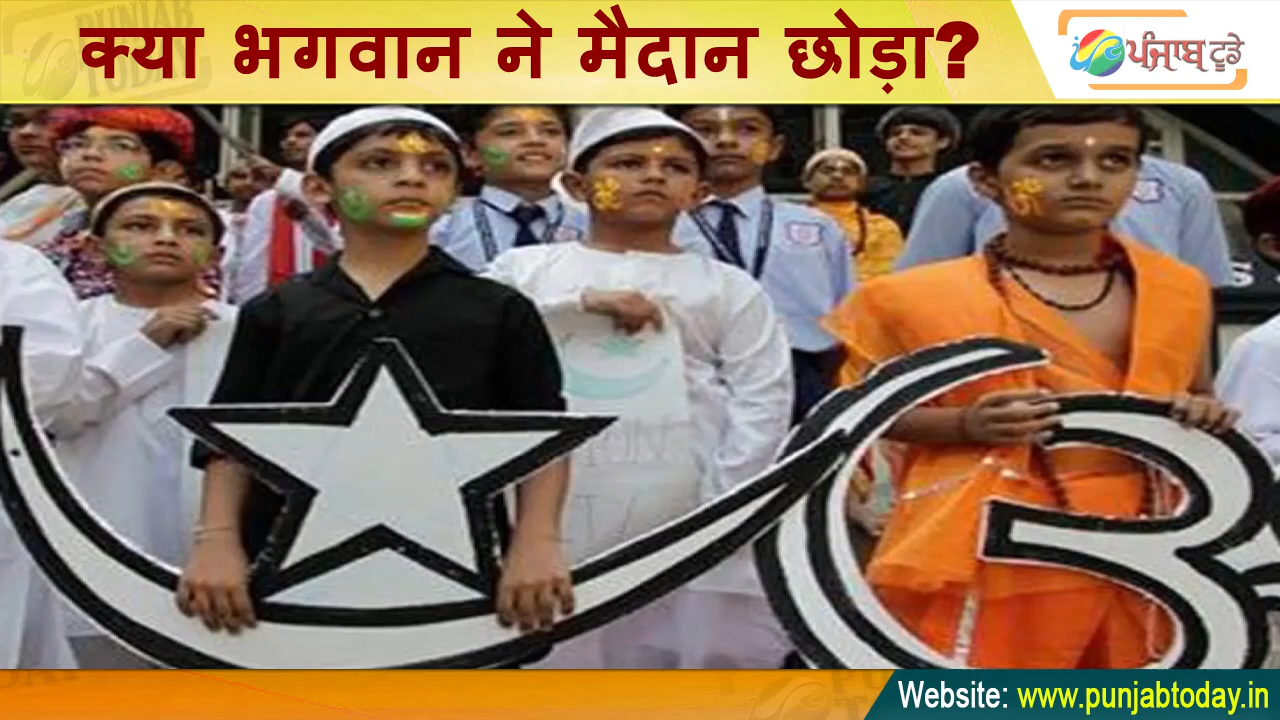 क्या भगवान ने मैदान छोड़ा?
ਪੰਜਾਬ ਟੂਡੇ
Website: www.punjabtoday.in